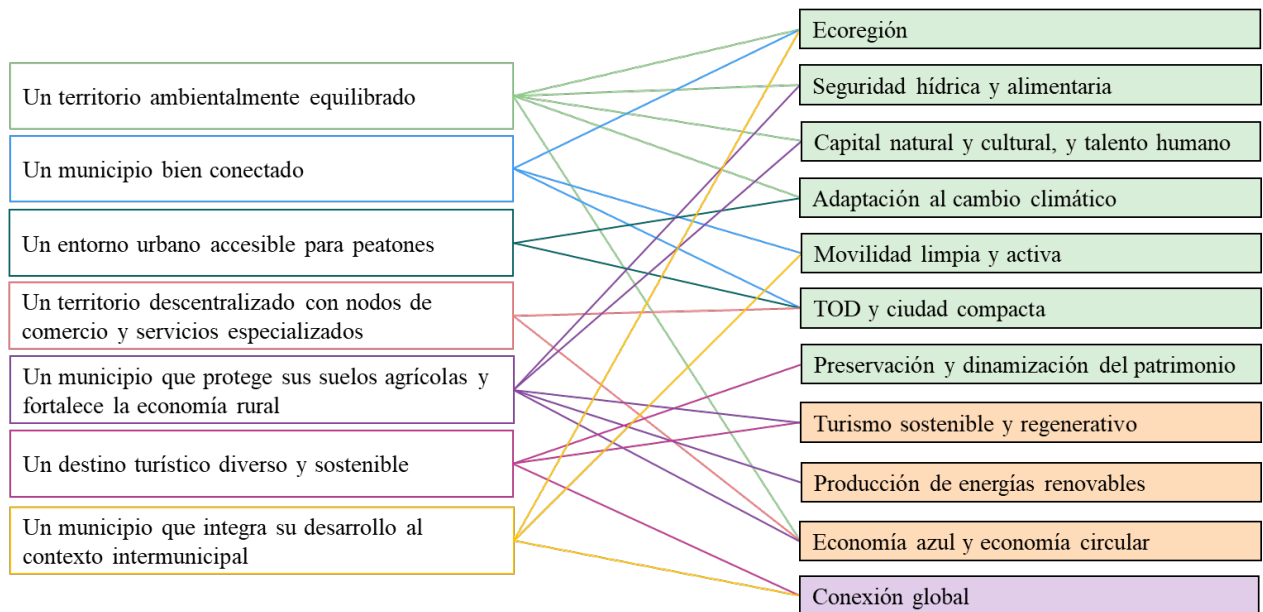 Un territorio ambientalmente equilibrado
Un municipio bien conectado
Un entorno urbano accesible para peatones
Un territorio descentralizado con nodos de
comercio y servicios especializados
Un municipio que protege sus suelos agrícolas y
fortalece la economía rural
Un destino turístico diverso y sostenible
Un municipio que integra su desarrollo al
contexto intermunicipal
Ecoregión
Seguridad hídrica y alimentaria
Capital natural y cultural, y talento humano
Adaptación al cambio climático
Movilidad limpia y activa
TOD y ciudad compacta
Preservación y dinamización del patrimonio
Turismo sostenible y regenerativo
Producción de energías renovables
Economía azul y economía circular
Conexión global